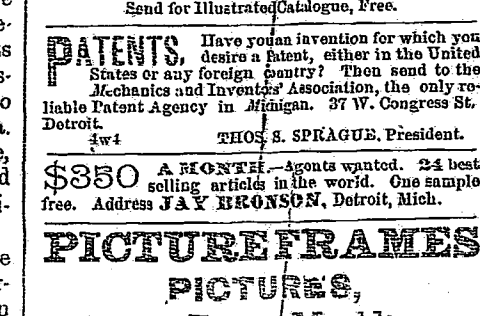 Send for Illustrated Catalogue, Free.
PATENTS. Have you an invention for which you
desire a Patent, either in the United
States or any foreign country? Then send to the
Mechanics and Inventors' Association, the only re-
liable Patent Agency in Michigan. 37 W. Congress St.,
Detroit.
4w4 THOS. S. SPRAGUE, President.
$350 A MONTH.—Agents wanted. 24 best
selling articles in the world. One sample
free. Address JAY BRONSON, Detroit, Mich.
PICTURE FRAMES
PICTURES,